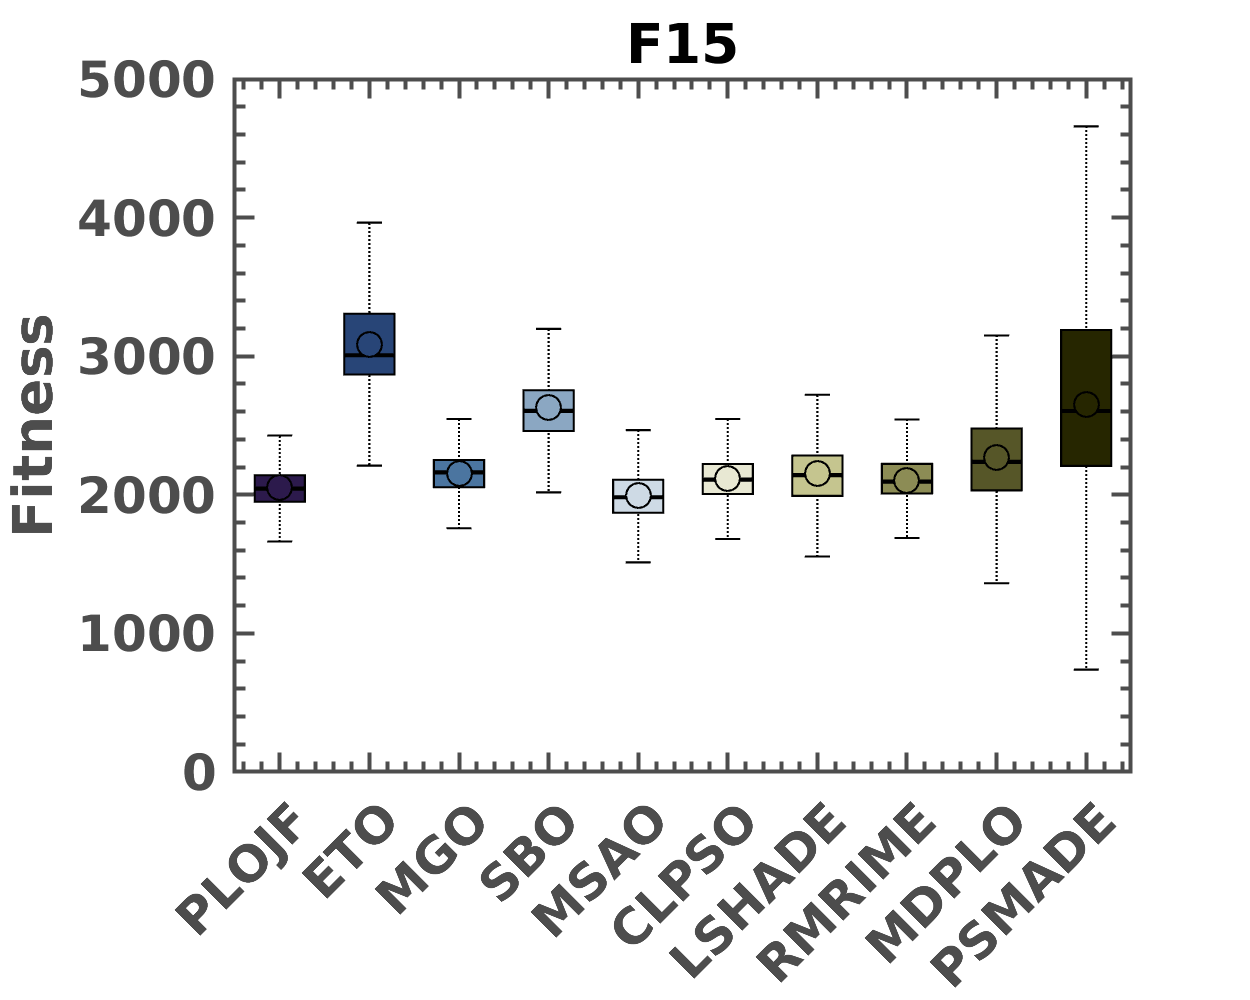 F15
5000
4000
3000
2000
1000
0
Fitness
PLOJF
ETO
MGO
SBO
MSAO
CLPSO
LSHADE
RMRIME
MDPLO
PSMADE